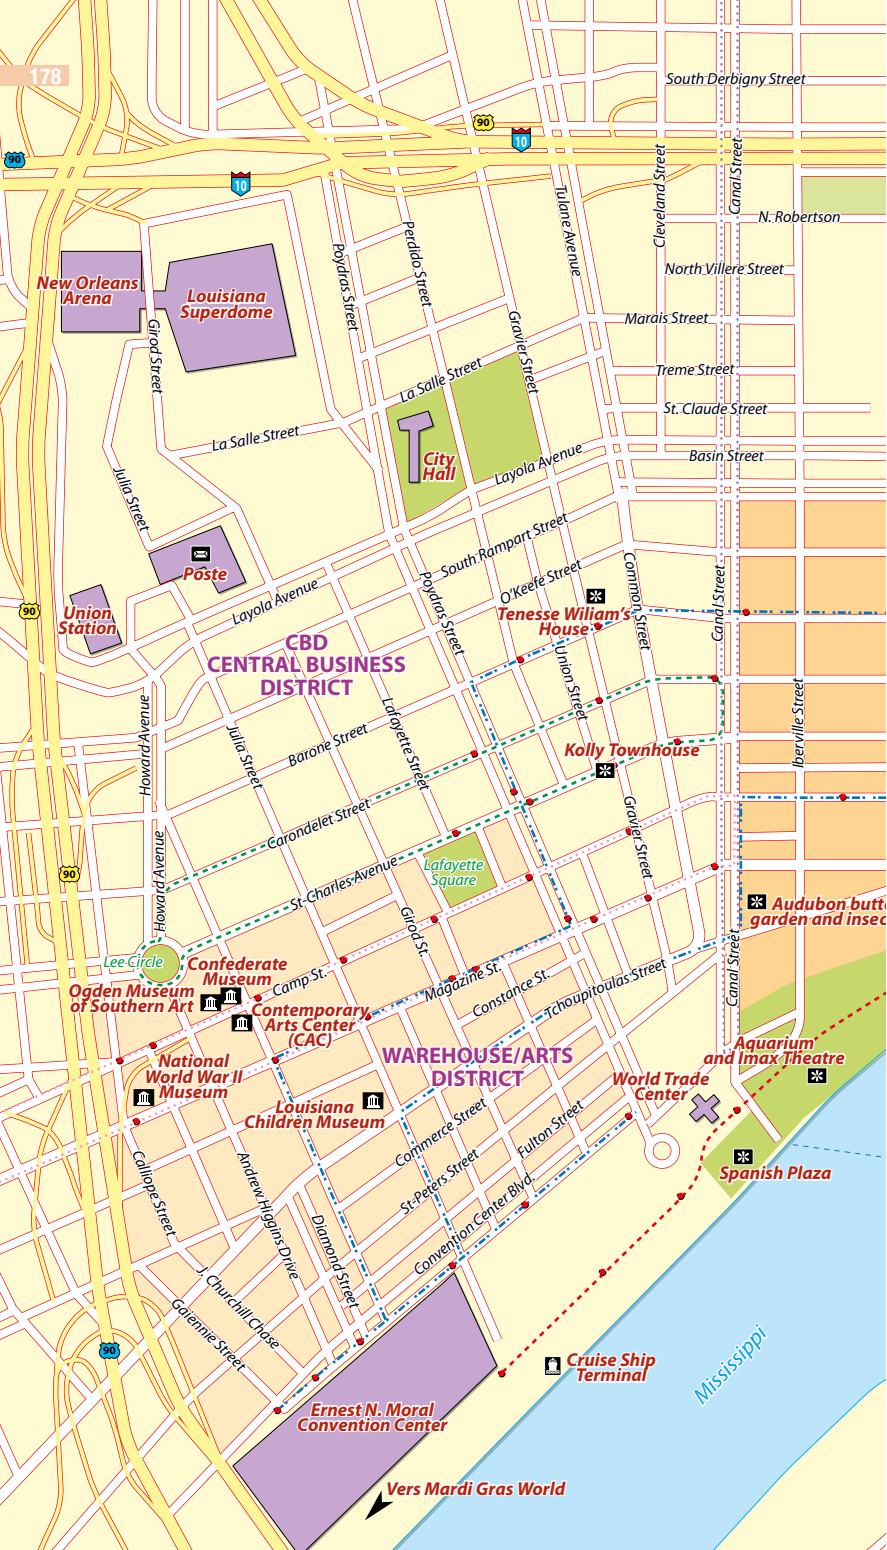 South Derbigny Street
178
90
10
90
10
Cleveland Street
Canal Street
Tulane Avenue
N. Robertson
Perdido Street
Poydras Street
North Villere Street
New Orleans
Arena
Louisiana
Superdome
Girod Street
Gravier Street
Marais Street
La Salle Street
Treme Street
St. Claude Street
La Salle Street
City
Hall
Layola Avenue
Basin Street
Julia Street
South Rampart Street
Poste
O'Keefe Street
Common Street
Canal Street
Poydras Street
Layola Avenue
90
Union
Station
Tenesse Wiliam's
House
CBD
CENTRAL BUSINESS
DISTRICT
Union Street
Iberville Street
Howard Avenue
Julia Street
Barone Street
Lafayette Street
Kolly Townhouse
Carondelet Street
Gravier Street
90
Howard Avenue
St-Charles Avenue
Lafayette
Square
Audubon butt
garden and insec
Girod St.
Canal Street
Lee Circle
Confederate
Museum
Camp St.
Magazine St.
Constance St.
Tchoupitoulas Street
Ogden Museum
of Southern Art
Contemporary
Arts Center
(CAC)
WAREHOUSE/ARTS
DISTRICT
Aquarium
and Imax Theatre
National
World War II
Museum
World Trade
Center
Louisiana
Children Museum
Commerce Street
Fulton Street
Calliope Street
Andrew Higgins Drive
St-Peters Street
Spanish Plaza
Convention Center Blvd.
Diamond Street
J. Churchill Chase
Gaiennie Street
90
Cruise Ship
Terminal
Mississippi
Ernest N. Moral
Convention Center
Vers Mardi Gras World